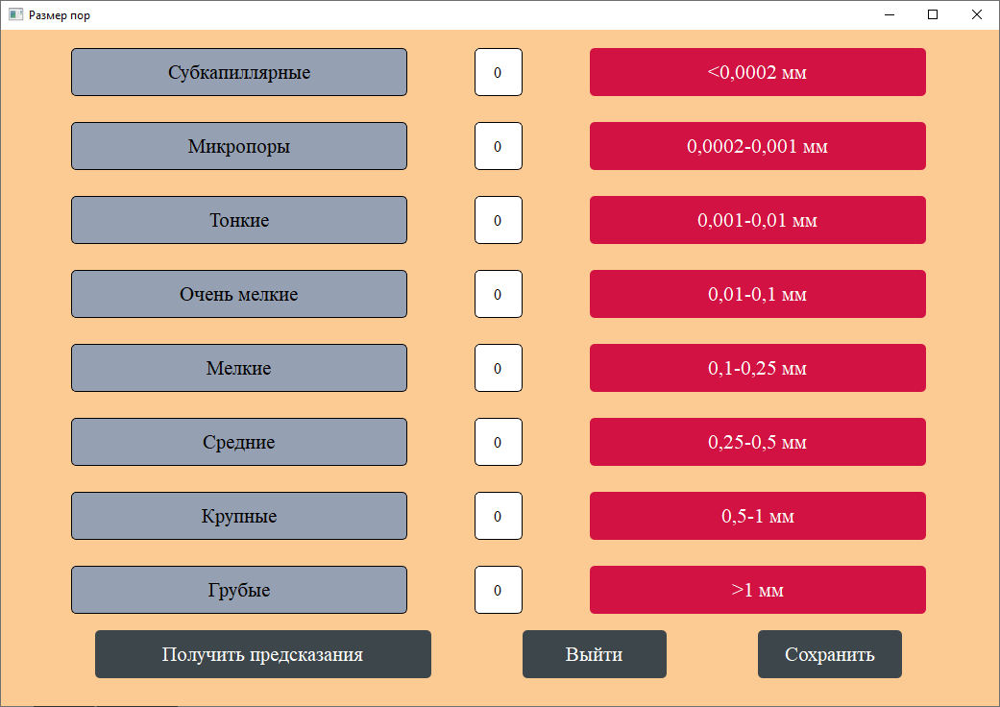 Размер пор
Субкапиллярные 0 <0,0002 мм
Микропоры 0 0,0002-0,001 мм
Тонкие 0 0,001-0,01 мм
Очень мелкие 0 0,01-0,1 мм
Мелкие 0 0,1-0,25 мм
Средние 0 0,25-0,5 мм
Крупные 0 0,5-1 мм
Грубые 0 >1 мм
Получить предсказания Выйти Сохранить